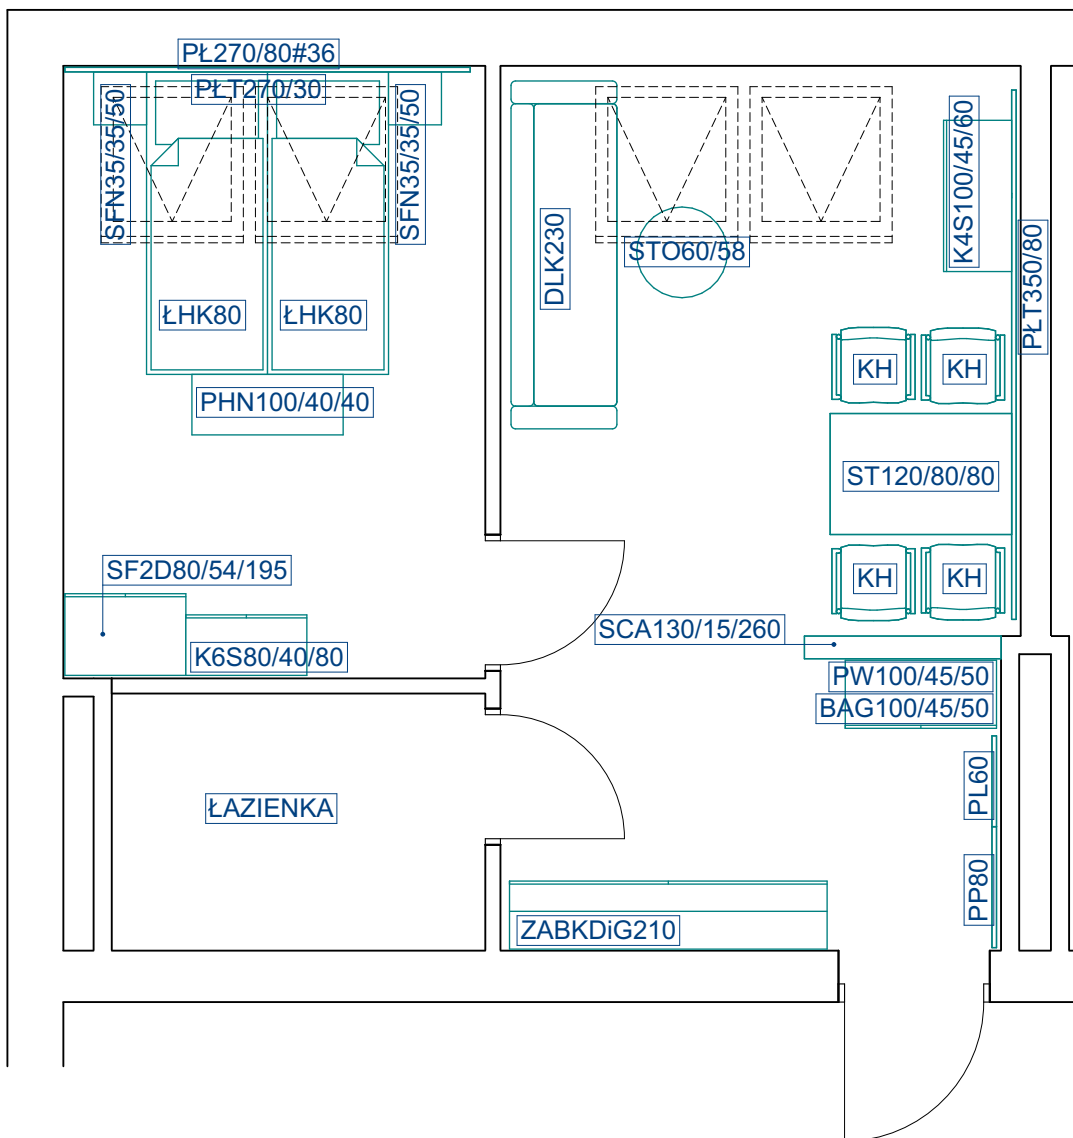 PŁ270/80#36
PŁT270/30
SFN35/35/50
SFN35/35/50
ŁHK80
ŁHK80
PHN100/40/40
DLK230
STO60/58
K4S100/45/60
PŁT350/80
KH
KH
ST120/80/80
KH
KH
SF2D80/54/195
K6S80/40/80
SCA130/15/260
PW100/45/50
BAG100/45/50
PL60
PP80
ŁAZIENKA
ZABKDiG210